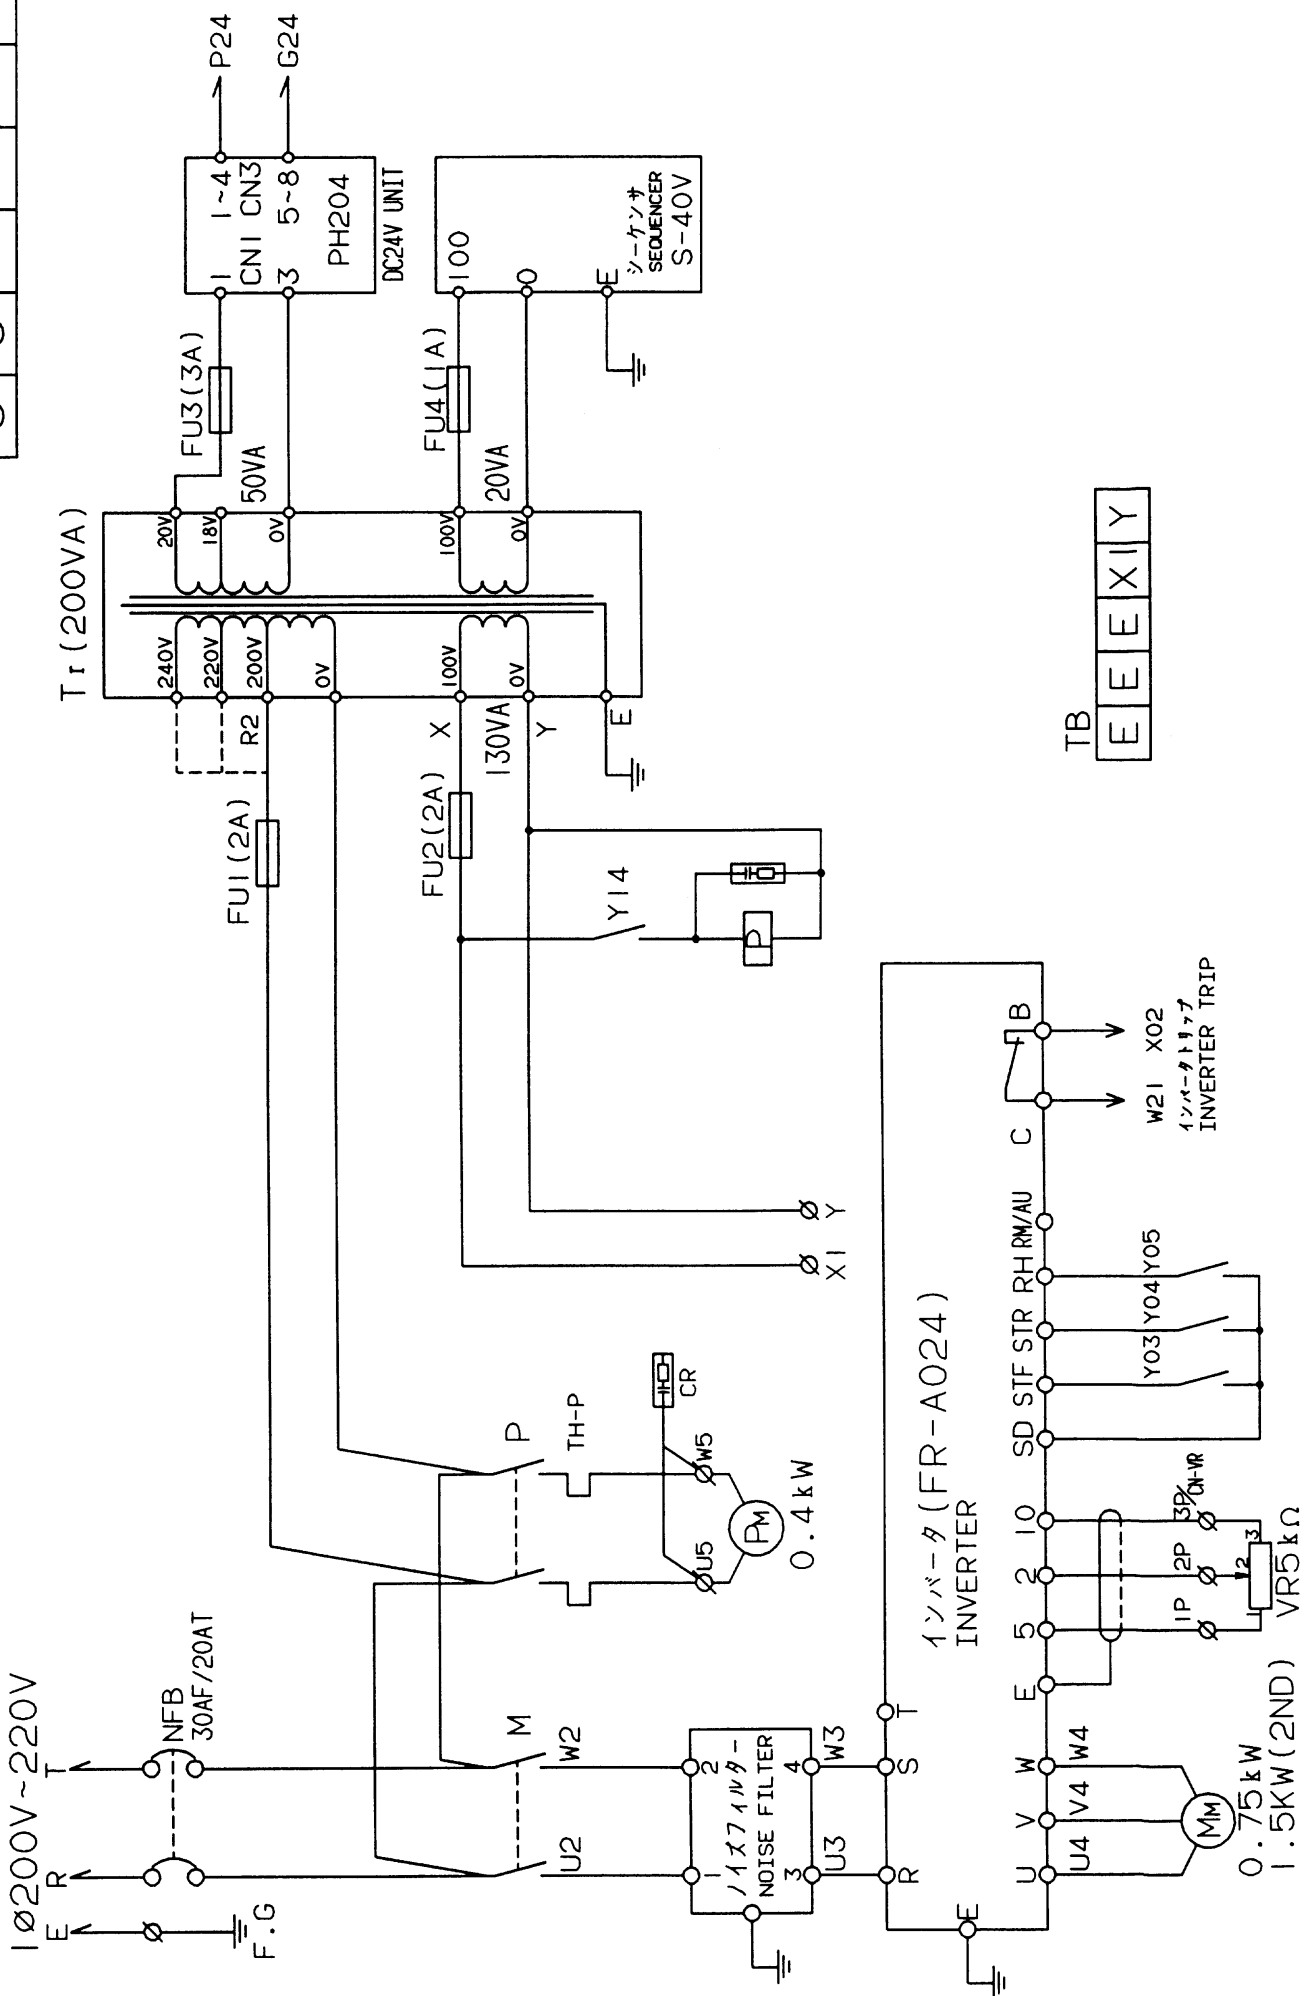 1Ø200V~220V
E R T
F.G
NFB
30AF/20AT
M
U2
W2
1 2
ノイズフィルター
NOISE FILTER
3 4
U3
W3
P
TH-P
CR
U5
W5
PM
0.4kW
FU1(2A)
R2
Tr(200VA)
240V
220V
200V
0V
100V
0V
20V
18V
0V
100V
0V
50VA
20VA
130VA
X
Y
E
FU2(2A)
FU3(3A)
FU4(1A)
1
CN1
3
1~4
CN3
5~8
PH204
DC24V UNIT
P24
G24
100
0
E
シーケンサ
SEQUENCER
S-40V
Y14
P
X1
Y
インバータ(FR-A024)
INVERTER
R S T
E
U V W E 5 2 10 SD STF STR RH RM/AU C B
U4 V4 W4
MM
0.75kW
1.5KW(2ND)
1P 2P 3P/CN-VR
1 2 3
VR5kΩ
Y03 Y04 Y05
W21 X02
インバータトリップ
INVERTER TRIP
TB
E E E X1 Y